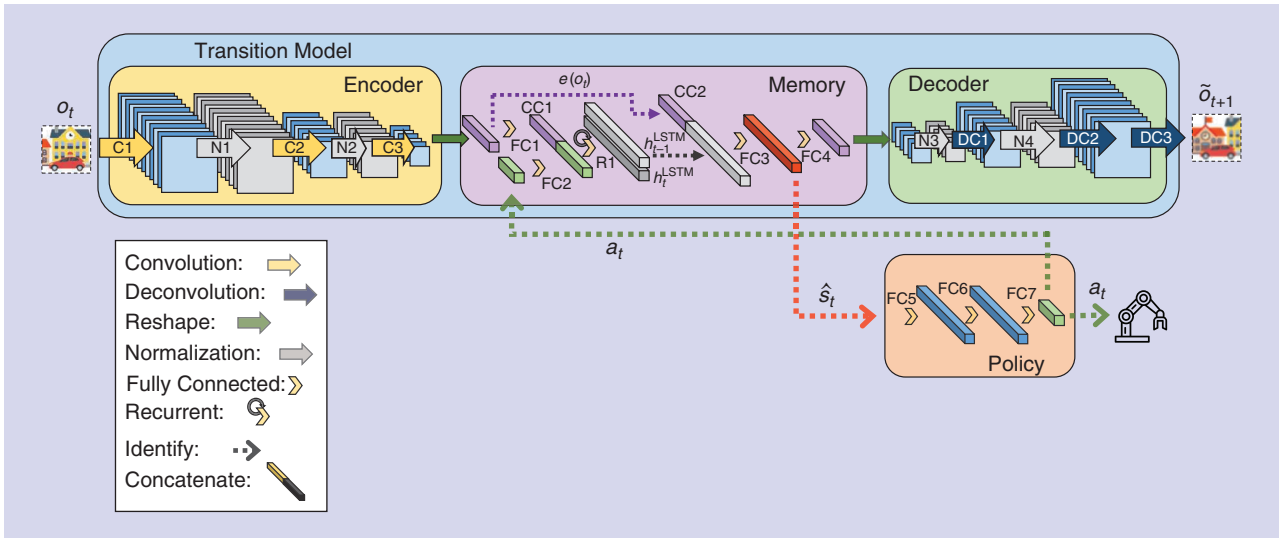 Transition Model
Encoder
Memory
Decoder
o_t
õ_{t+1}
C1
N1
C2
N2
C3
e(o_t)
CC1
CC2
FC1
FC2
R1
h_{t–1}^{LSTM}
h_t^{LSTM}
FC3
FC4
N3
DC1
N4
DC2
DC3
a_t
ŝ_t
FC5
FC6
FC7
a_t
Policy
Convolution:
Deconvolution:
Reshape:
Normalization:
Fully Connected:
Recurrent:
Identify:
Concatenate: